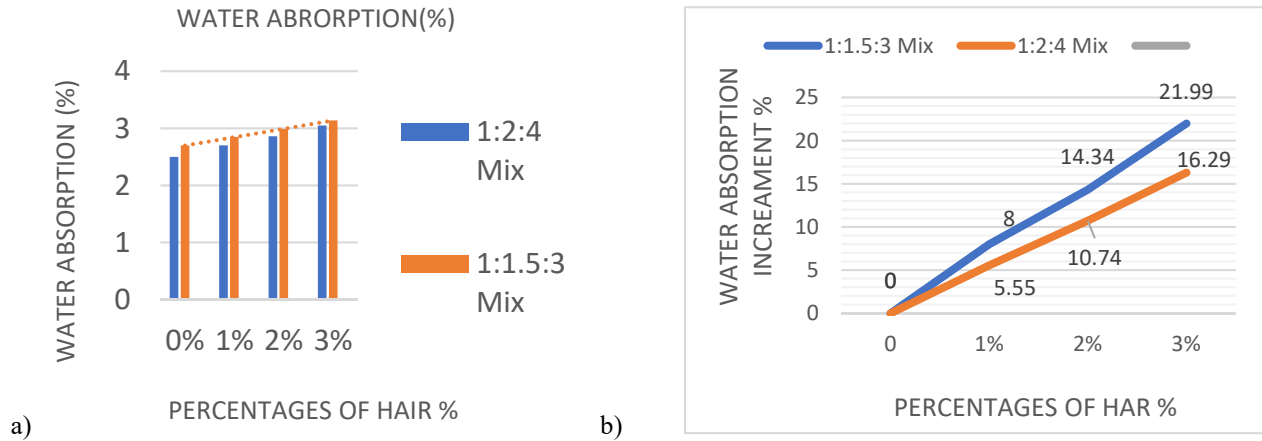 WATER ABRORPTION(%)
WATER ABSORPTION (%)
4
3
2
1
0
0% 1% 2% 3%
PERCENTAGES OF HAIR %
1:2:4
Mix
1:1.5:3
Mix
a)
1:1.5:3 Mix
1:2:4 Mix
WATER ABSORPTION
INCREAMENT %
25
20
15
10
5
0
21.99
14.34
16.29
8
10.74
5.55
0
0 1% 2% 3%
PERCENTAGES OF HAR %
b)